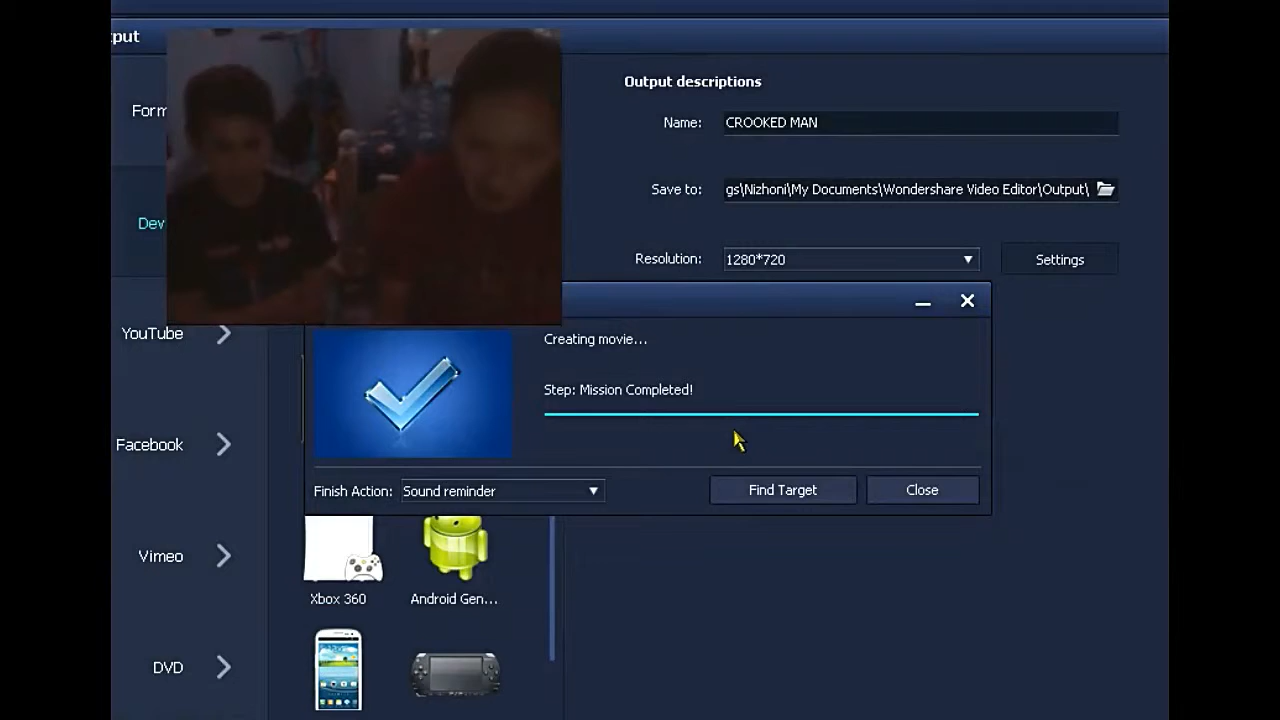 put
Output descriptions
Form
Name: CROOKED MAN
Save to: gs\Nizhoni\My Documents\Wondershare Video Editor\Output\
Dev
Resolution: 1280*720
Settings
YouTube
Creating movie...
Step: Mission Completed!
Facebook
Finish Action: Sound reminder
Find Target
Close
Vimeo
Xbox 360
Android Gen...
DVD